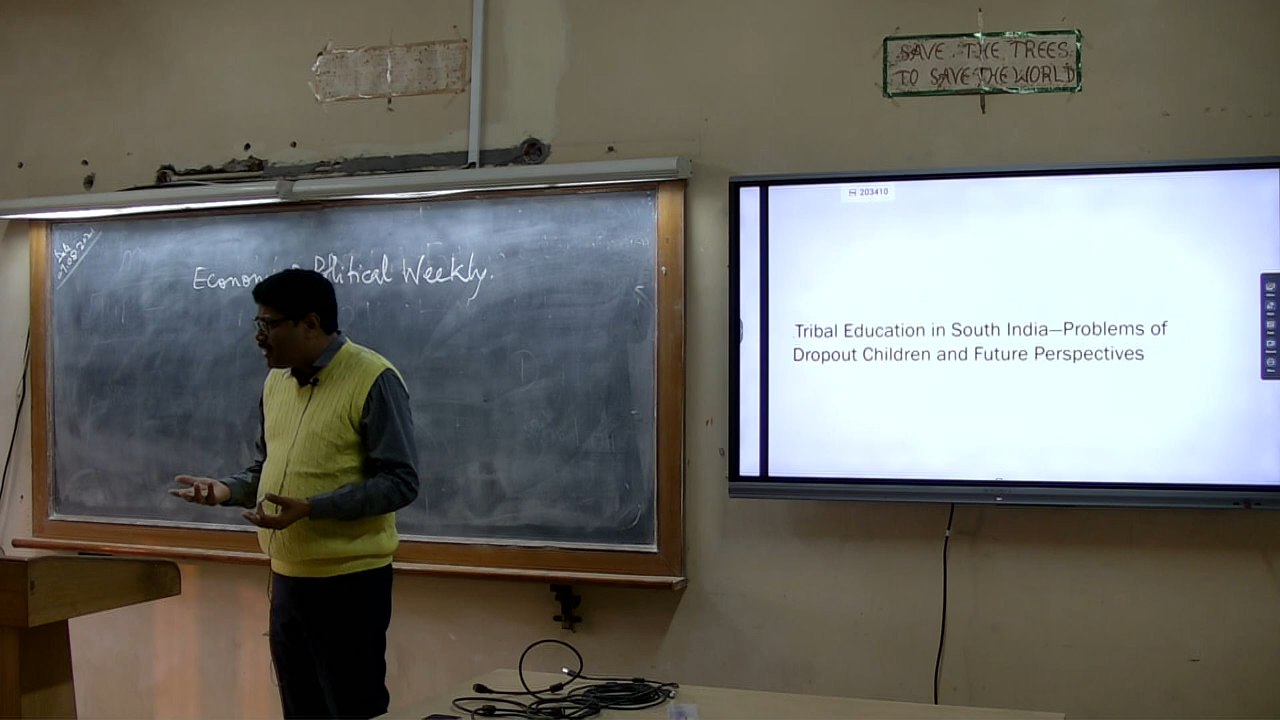 SAVE THE TREES
TO SAVE THE WORLD
Economi Political Weekly.
203410
Tribal Education in South India—Problems of
Dropout Children and Future Perspectives